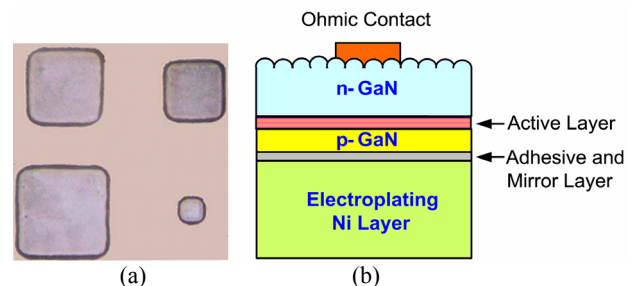 Ohmic Contact
n- GaN
Active Layer
p- GaN
Adhesive and
Mirror Layer
Electroplating
Ni Layer
(a)
(b)